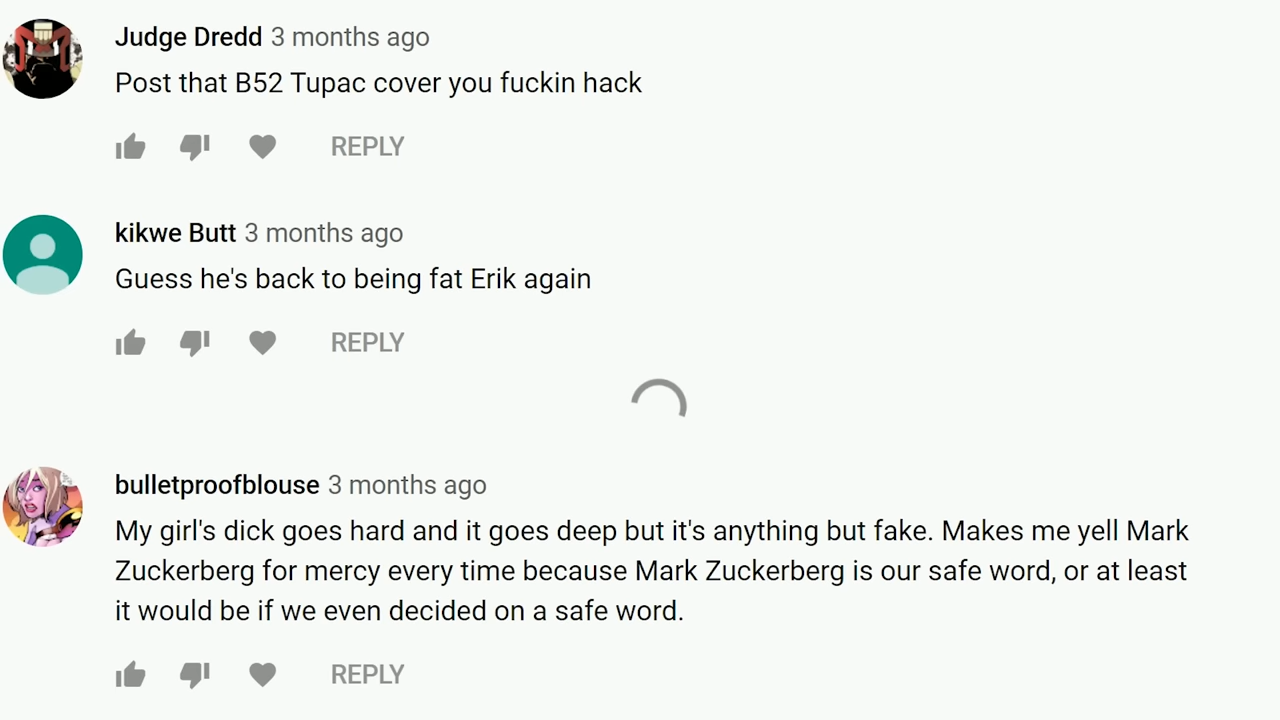 Judge Dredd 3 months ago
Post that B52 Tupac cover you fuckin hack
REPLY
kikwe Butt 3 months ago
Guess he's back to being fat Erik again
REPLY
bulletproofblouse 3 months ago
My girl's dick goes hard and it goes deep but it's anything but fake. Makes me yell Mark
Zuckerberg for mercy every time because Mark Zuckerberg is our safe word, or at least
it would be if we even decided on a safe word.
REPLY